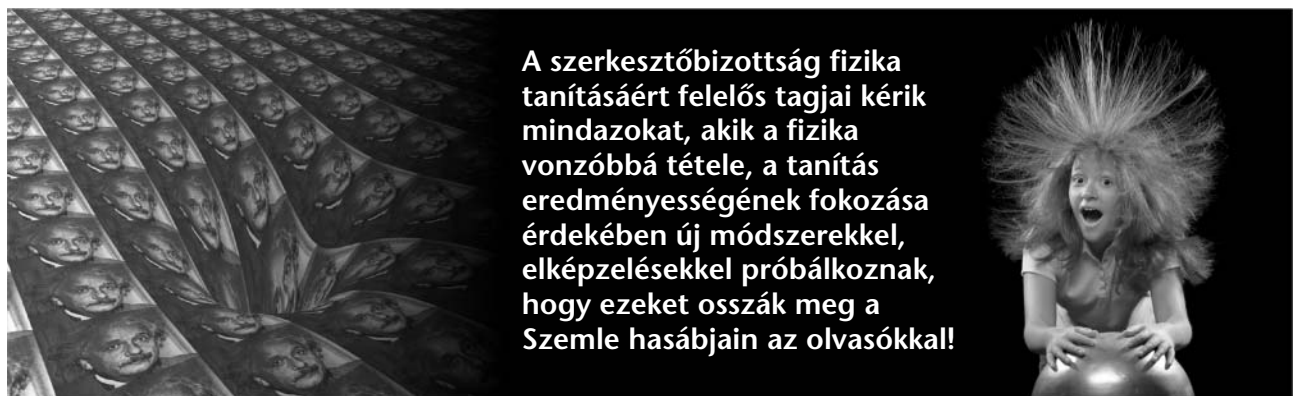 A szerkesztőbizottság fizika
tanításáért felelős tagjai kérik
mindazokat, akik a fizika
vonzóbbá tétele, a tanítás
eredményességének fokozása
érdekében új módszerekkel,
elképzelésekkel próbálkoznak,
hogy ezeket osszák meg a
Szemle hasábjain az olvasókkal!